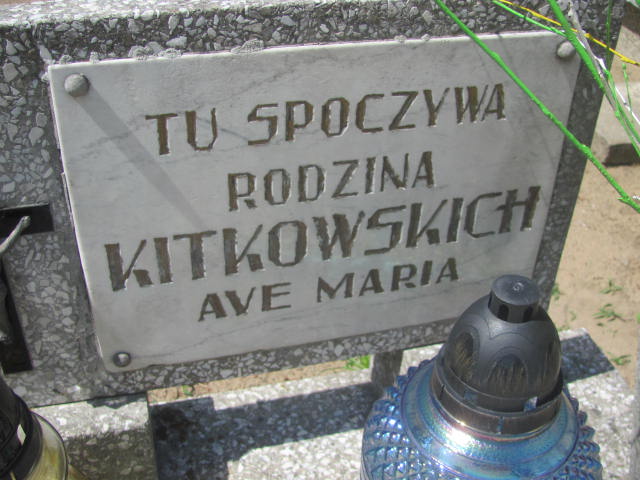 TU SPOCZYWA
RODZINA
KITKOWSKICH
AVE MARIA